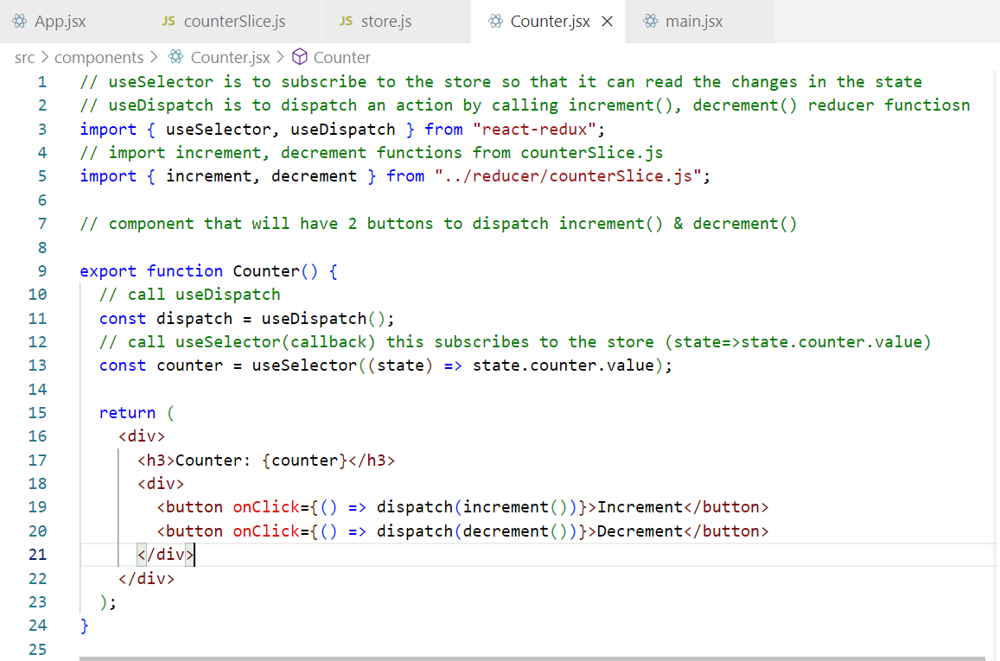 App.jsx JS counterSlice.js JS store.js Counter.jsx main.jsx
src > components > Counter.jsx > Counter
1 // useSelector is to subscribe to the store so that it can read the changes in the state
2 // useDispatch is to dispatch an action by calling increment(), decrement() reducer functiosn
3 import { useSelector, useDispatch } from "react-redux";
4 // import increment, decrement functions from counterSlice.js
5 import { increment, decrement } from "../reducer/counterSlice.js";
6
7 // component that will have 2 buttons to dispatch increment() & decrement()
8
9 export function Counter() {
10   // call useDispatch
11   const dispatch = useDispatch();
12   // call useSelector(callback) this subscribes to the store (state=>state.counter.value)
13   const counter = useSelector((state) => state.counter.value);
14
15   return (
16     <div>
17       <h3>Counter: {counter}</h3>
18       <div>
19         <button onClick={() => dispatch(increment())}>Increment</button>
20         <button onClick={() => dispatch(decrement())}>Decrement</button>
21       </div>
22     </div>
23   );
24 }
25